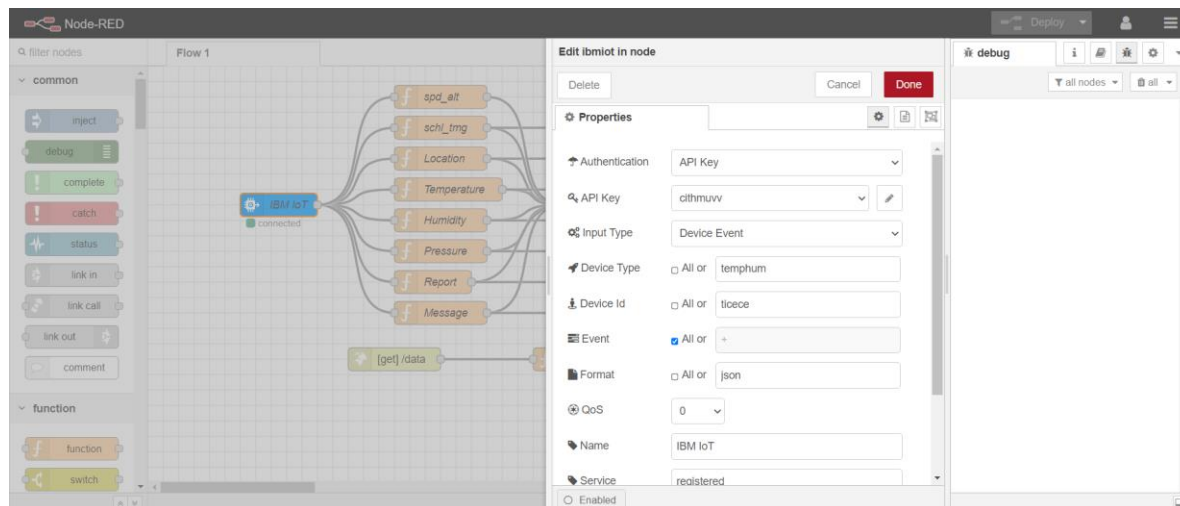 Node-RED
Deploy
filter nodes
Flow 1
Edit ibmiot in node
debug
i
common
Delete
Cancel
Done
all nodes
all
inject
debug
complete
catch
status
link in
link call
link out
comment
function
function
switch
spd_alt
schl_tmg
Location
Temperature
Humidity
Pressure
Report
Message
IBM IoT
connected
[get] /data
Properties
Authentication API Key
API Key cithmuvv
Input Type Device Event
Device Type All or temphum
Device Id All or ticece
Event All or +
Format All or json
QoS 0
Name IBM IoT
Service registered
Enabled